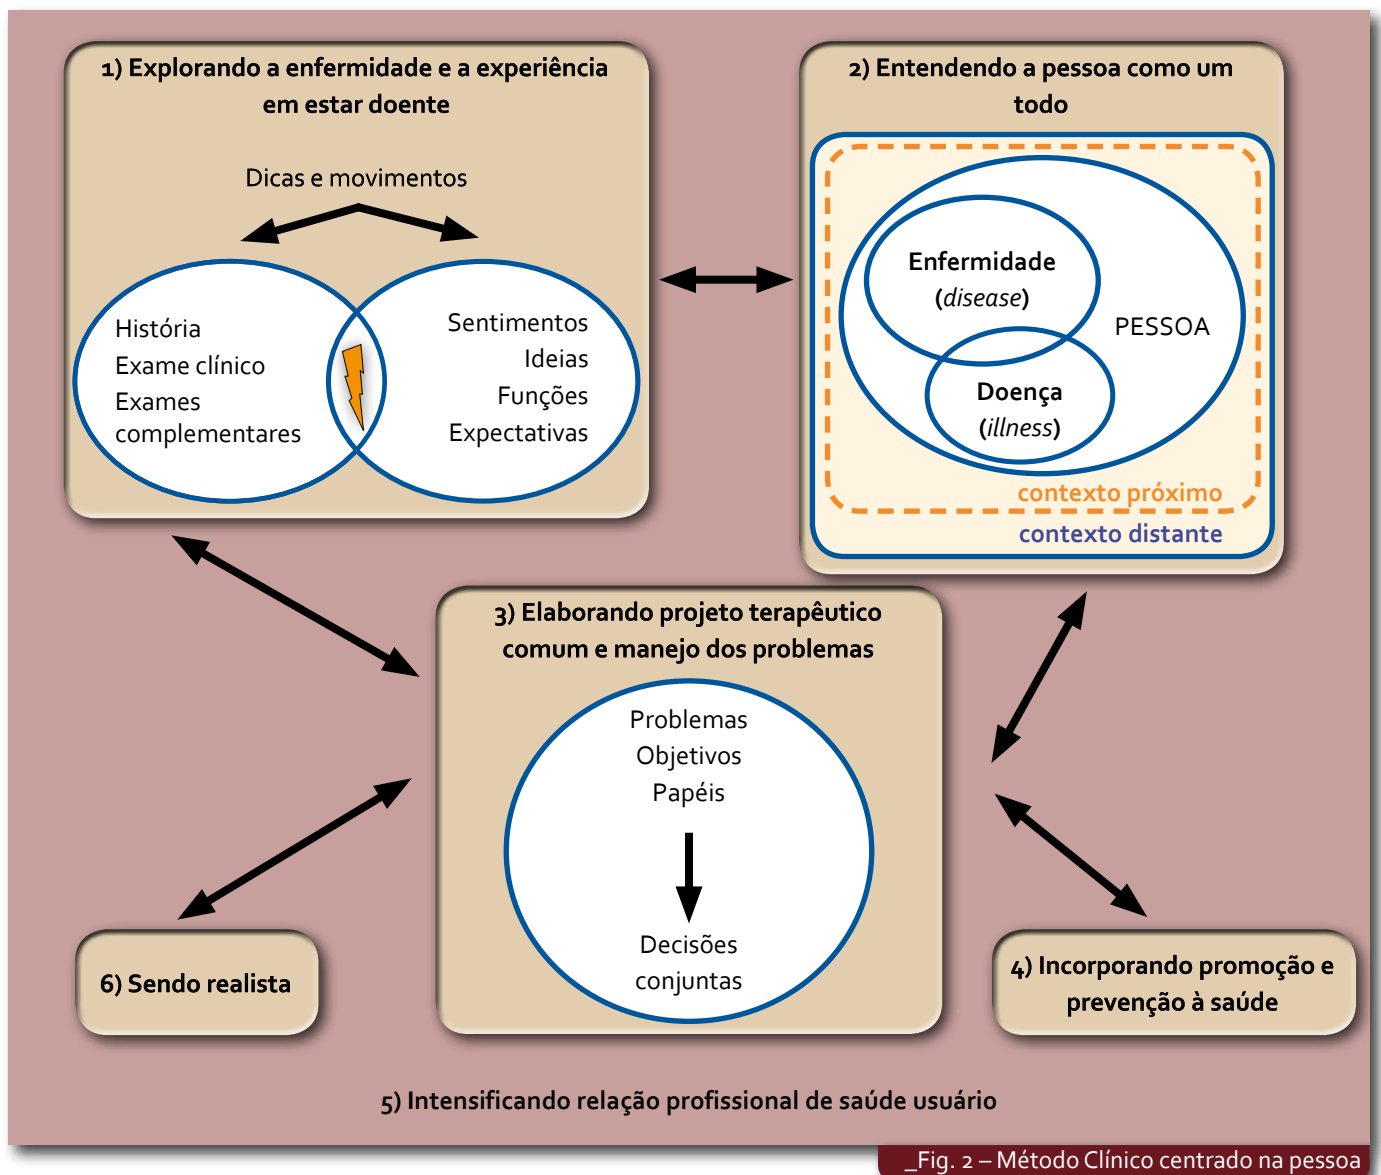 1) Explorando a enfermidade e a experiência
em estar doente
Dicas e movimentos
História
Exame clínico
Exames
complementares
Sentimentos
Ideias
Funções
Expectativas
2) Entendendo a pessoa como um
todo
Enfermidade
(disease)
PESSOA
Doença
(illness)
contexto próximo
contexto distante
3) Elaborando projeto terapêutico
comum e manejo dos problemas
Problemas
Objetivos
Papéis
Decisões
conjuntas
6) Sendo realista
4) Incorporando promoção e
prevenção à saúde
5) Intensificando relação profissional de saúde usuário
_Fig. 2 – Método Clínico centrado na pessoa